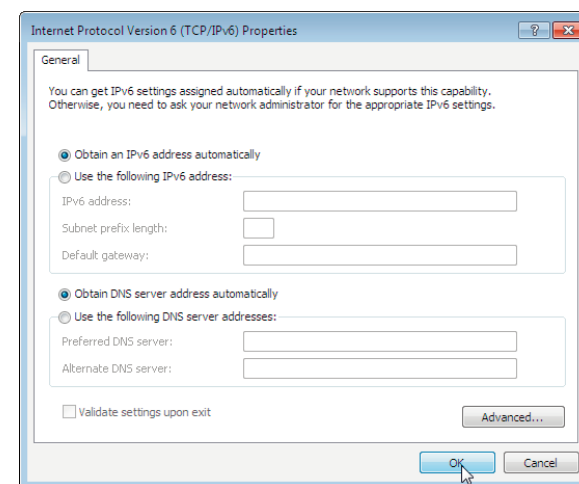 Internet Protocol Version 6 (TCP/IPv6) Properties
General
You can get IPv6 settings assigned automatically if your network supports this capability.
Otherwise, you need to ask your network administrator for the appropriate IPv6 settings.
Obtain an IPv6 address automatically
Use the following IPv6 address:
IPv6 address:
Subnet prefix length:
Default gateway:
Obtain DNS server address automatically
Use the following DNS server addresses:
Preferred DNS server:
Alternate DNS server:
Validate settings upon exit
Advanced...
OK
Cancel